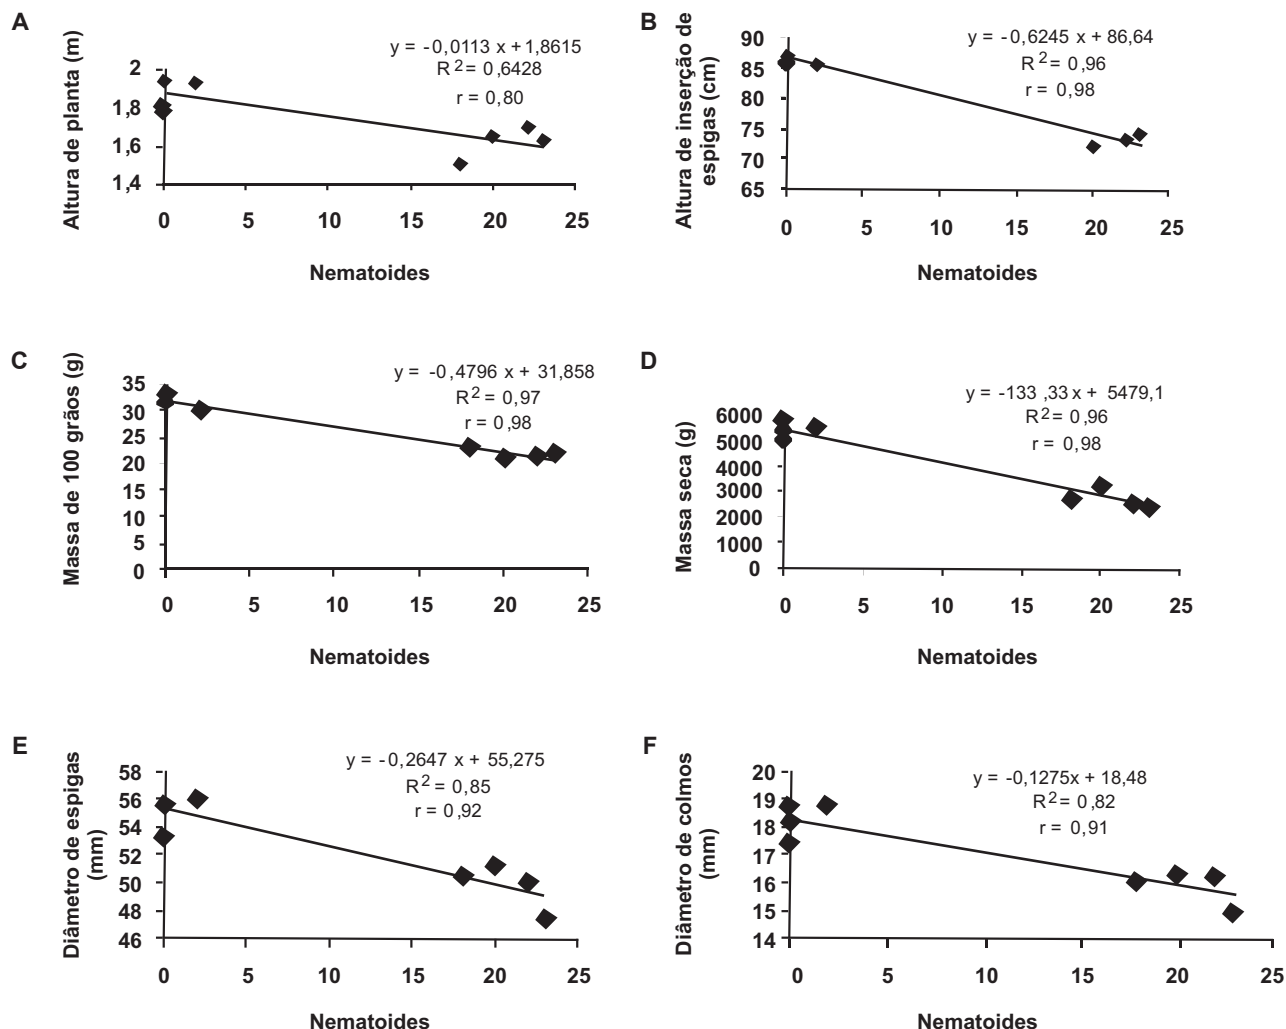 A
Altura de planta (m)
2
1,8
1,6
1,4
y = -0,0113 x + 1,8615
R2 = 0,6428
r = 0,80
0 5 10 15 20 25
Nematoides
B
Altura de inserção de
espigas (cm)
90
85
80
75
70
65
y = -0,6245 x + 86,64
R2 = 0,96
r = 0,98
0 5 10 15 20 25
Nematoides
C
Massa de 100 grãos (g)
35
30
25
20
15
10
5
0
y = -0,4796 x + 31,858
R2 = 0,97
r = 0,98
0 5 10 15 20 25
Nematoides
D
Massa seca (g)
6000
5000
4000
3000
2000
1000
0
y = -133 ,33 x + 5479,1
R2 = 0,96
r = 0,98
0 5 10 15 20 25
Nematoides
E
Diâmetro de espigas
(mm)
58
56
54
52
50
48
46
y = -0,2647 x + 55,275
R2 = 0,85
r = 0,92
0 5 10 15 20 25
Nematoides
F
Diâmetro de colmos
(mm)
20
19
18
17
16
15
14
y = -0,1275x + 18,48
R2 = 0,82
r = 0,91
0 5 10 15 20 25
Nematoides